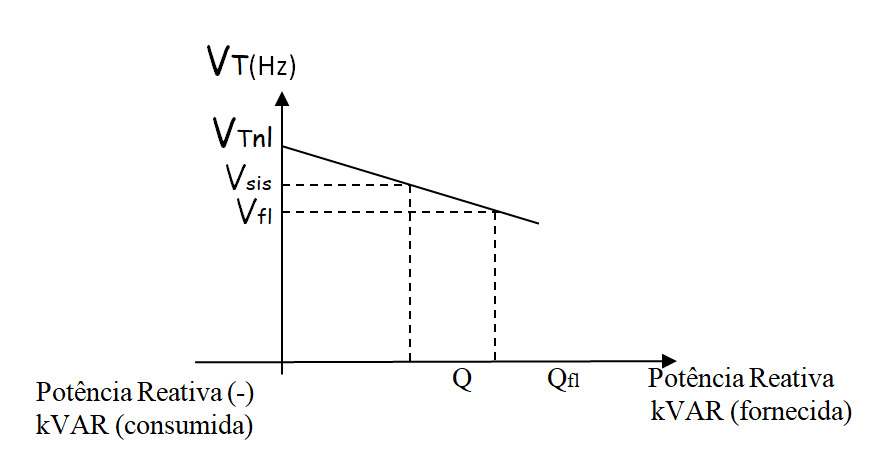 VT(Hz)
VTnl
Vsis
Vfl
Q Qfl
Potência Reativa (-)
kVAR (consumida)
Potência Reativa
kVAR (fornecida)